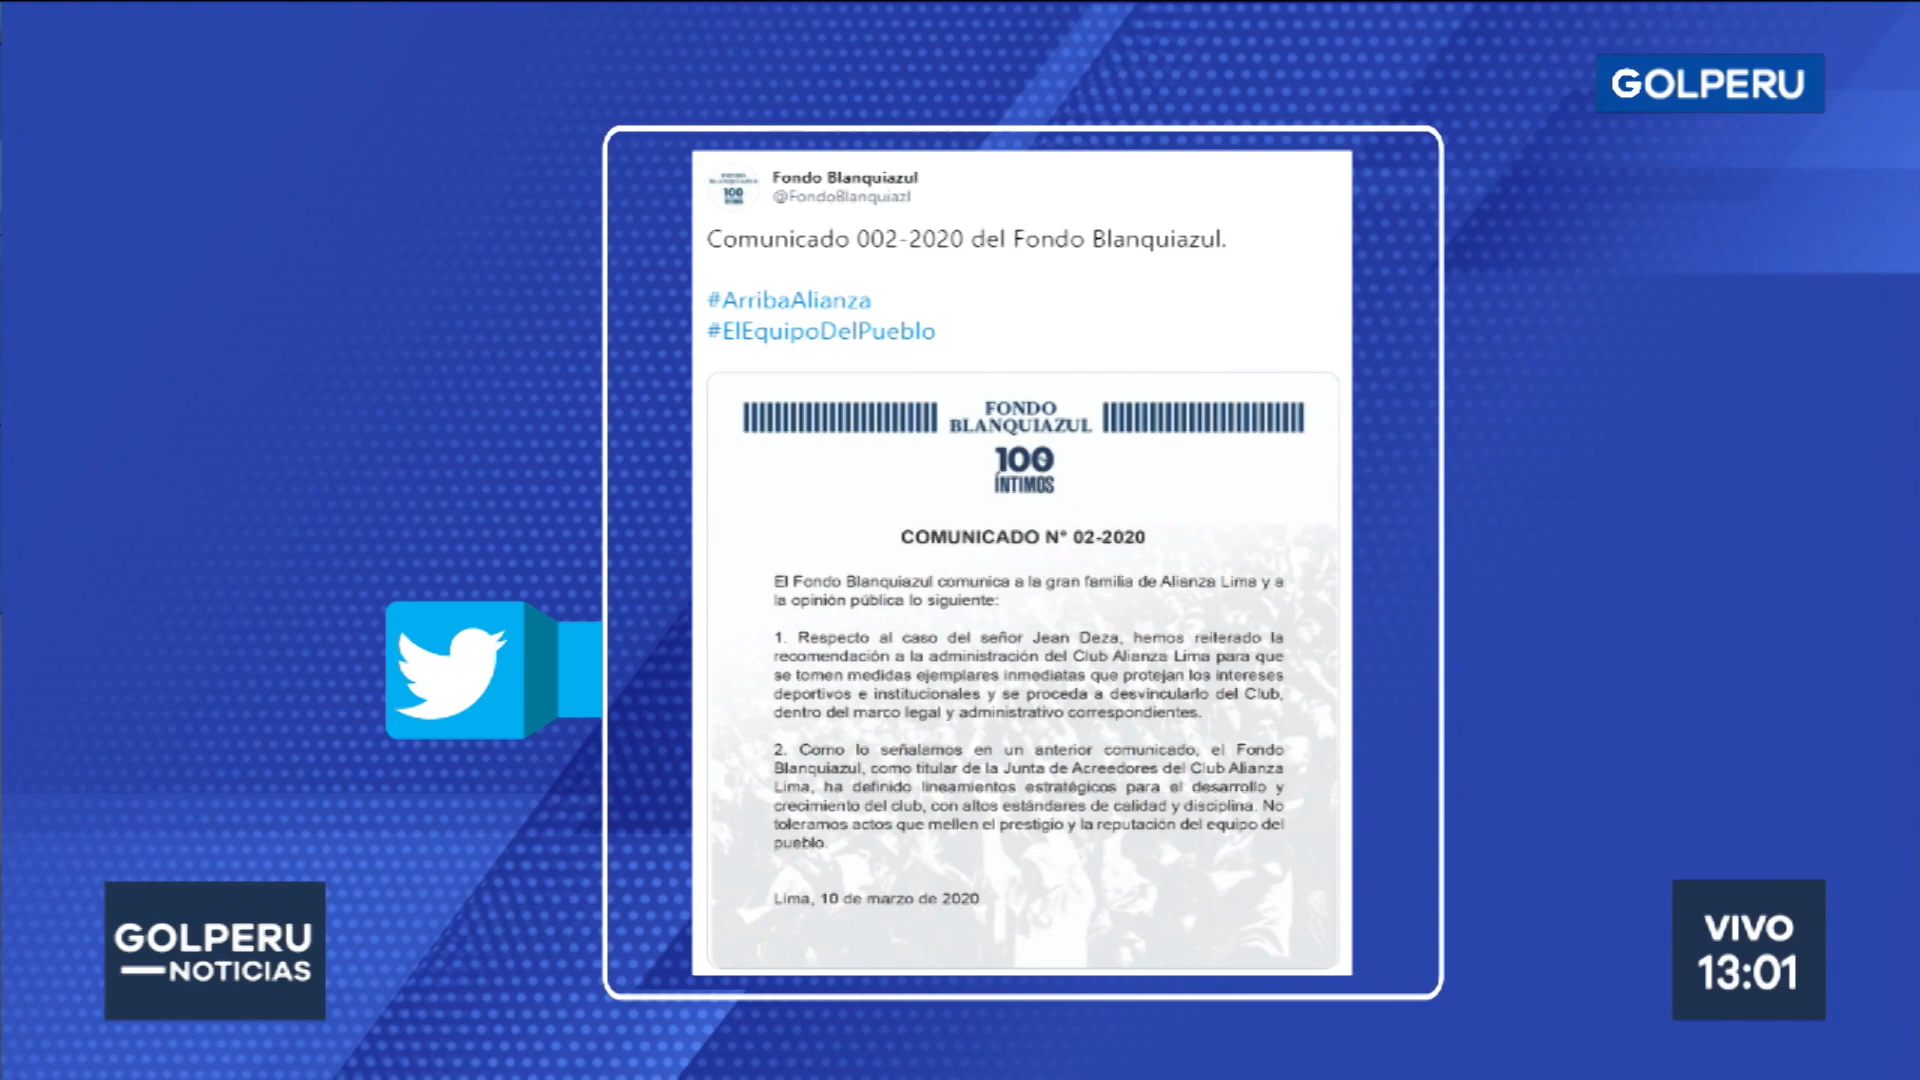 GOLPERU
FONDO
BLANQUIAZUL
100
Fondo Blanquiazul
@FondoBlanquiazl
Comunicado 002-2020 del Fondo Blanquiazul.
#ArribaAlianza
#ElEquipoDelPueblo
FONDO
BLANQUIAZUL
100
ÍNTIMOS
COMUNICADO N° 02-2020
El Fondo Blanquiazul comunica a la gran familia de Alianza Lima y a
la opinión pública lo siguiente:
1. Respecto al caso del señor Jean Deza, hemos reiterado la
recomendación a la administración del Club Alianza Lima para que
se tomen medidas ejemplares inmediatas que protejan los intereses
deportivos e institucionales y se proceda a desvincularlo del Club,
dentro del marco legal y administrativo correspondientes.
2. Como lo señalamos en un anterior comunicado, el Fondo
Blanquiazul, como titular de la Junta de Acreedores del Club Alianza
Lima, ha definido lineamientos estratégicos para el desarrollo y
crecimiento del club, con altos estándares de calidad y disciplina. No
toleramos actos que mellen el prestigio y la reputación del equipo del
pueblo.
Lima, 10 de marzo de 2020
GOLPERU
NOTICIAS
VIVO
13:01